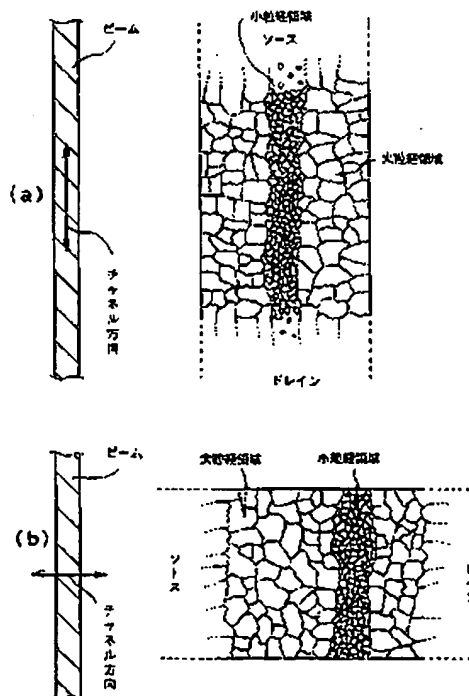 ビーム
小粒径領域
ソース
大粒径領域
(a)
チャネル方向
ドレイン
ビーム
大粒径領域
小粒径領域
(b)
ソース
チャネル方向